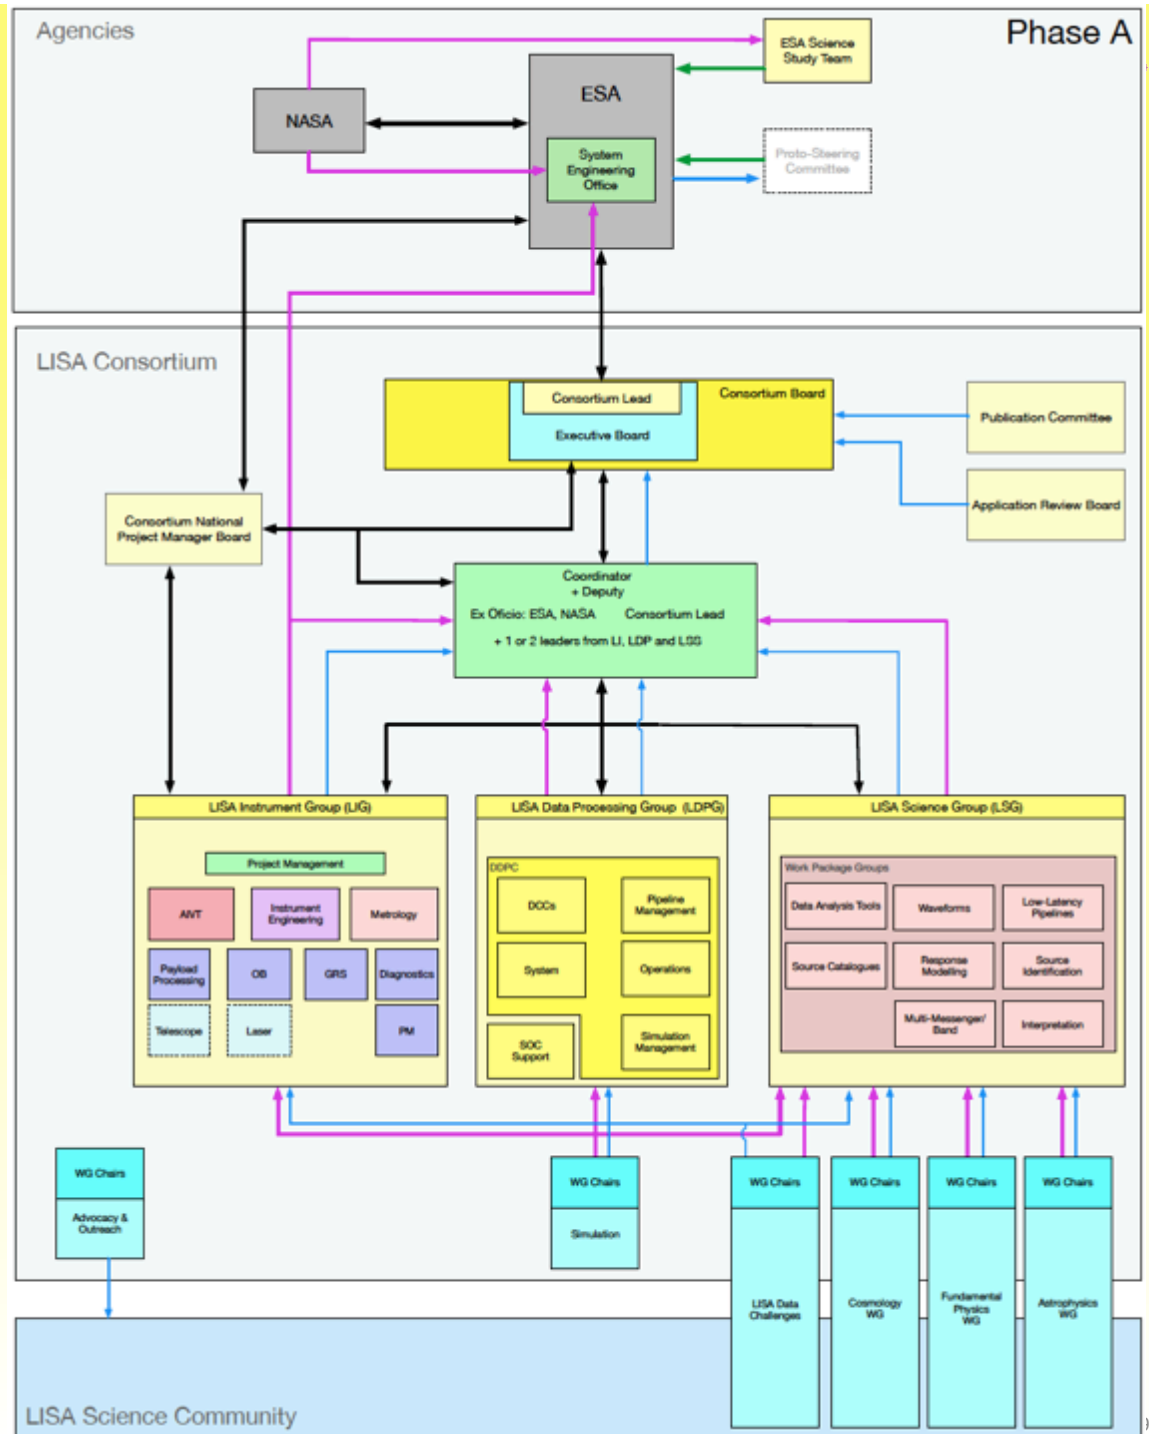 Agencies
Phase A
ESA Science
Study Team
ESA
NASA
System
Engineering
Office
Proto-Steering
Committee
LISA Consortium
Consortium Lead
Consortium Board
Executive Board
Publication Committee
Application Review Board
Consortium National
Project Manager Board
Coordinator
+ Deputy
Ex Oficio: ESA, NASA Consortium Lead
+ 1 or 2 leaders from LI, LDP and LSG
LISA Instrument Group (LIG)
Project Management
AIVT
Instrument
Engineering
Metrology
Payload
Processing
OB
GRS
Diagnostics
Telescope
Laser
PM
LISA Data Processing Group (LDPG)
DDPC
DCCs
Pipeline
Management
System
Operations
SOC
Support
Simulation
Management
LISA Science Group (LSG)
Work Package Groups
Data Analysis Tools
Waveforms
Low-Latency
Pipelines
Source Catalogues
Response
Modelling
Source
Identification
Multi-Messenger/
Band
Interpretation
WG Chairs
Advocacy &
Outreach
WG Chairs
Simulation
WG Chairs
LISA Data
Challenges
WG Chairs
Cosmology
WG
WG Chairs
Fundamental
Physics
WG
WG Chairs
Astrophysics
WG
LISA Science Community